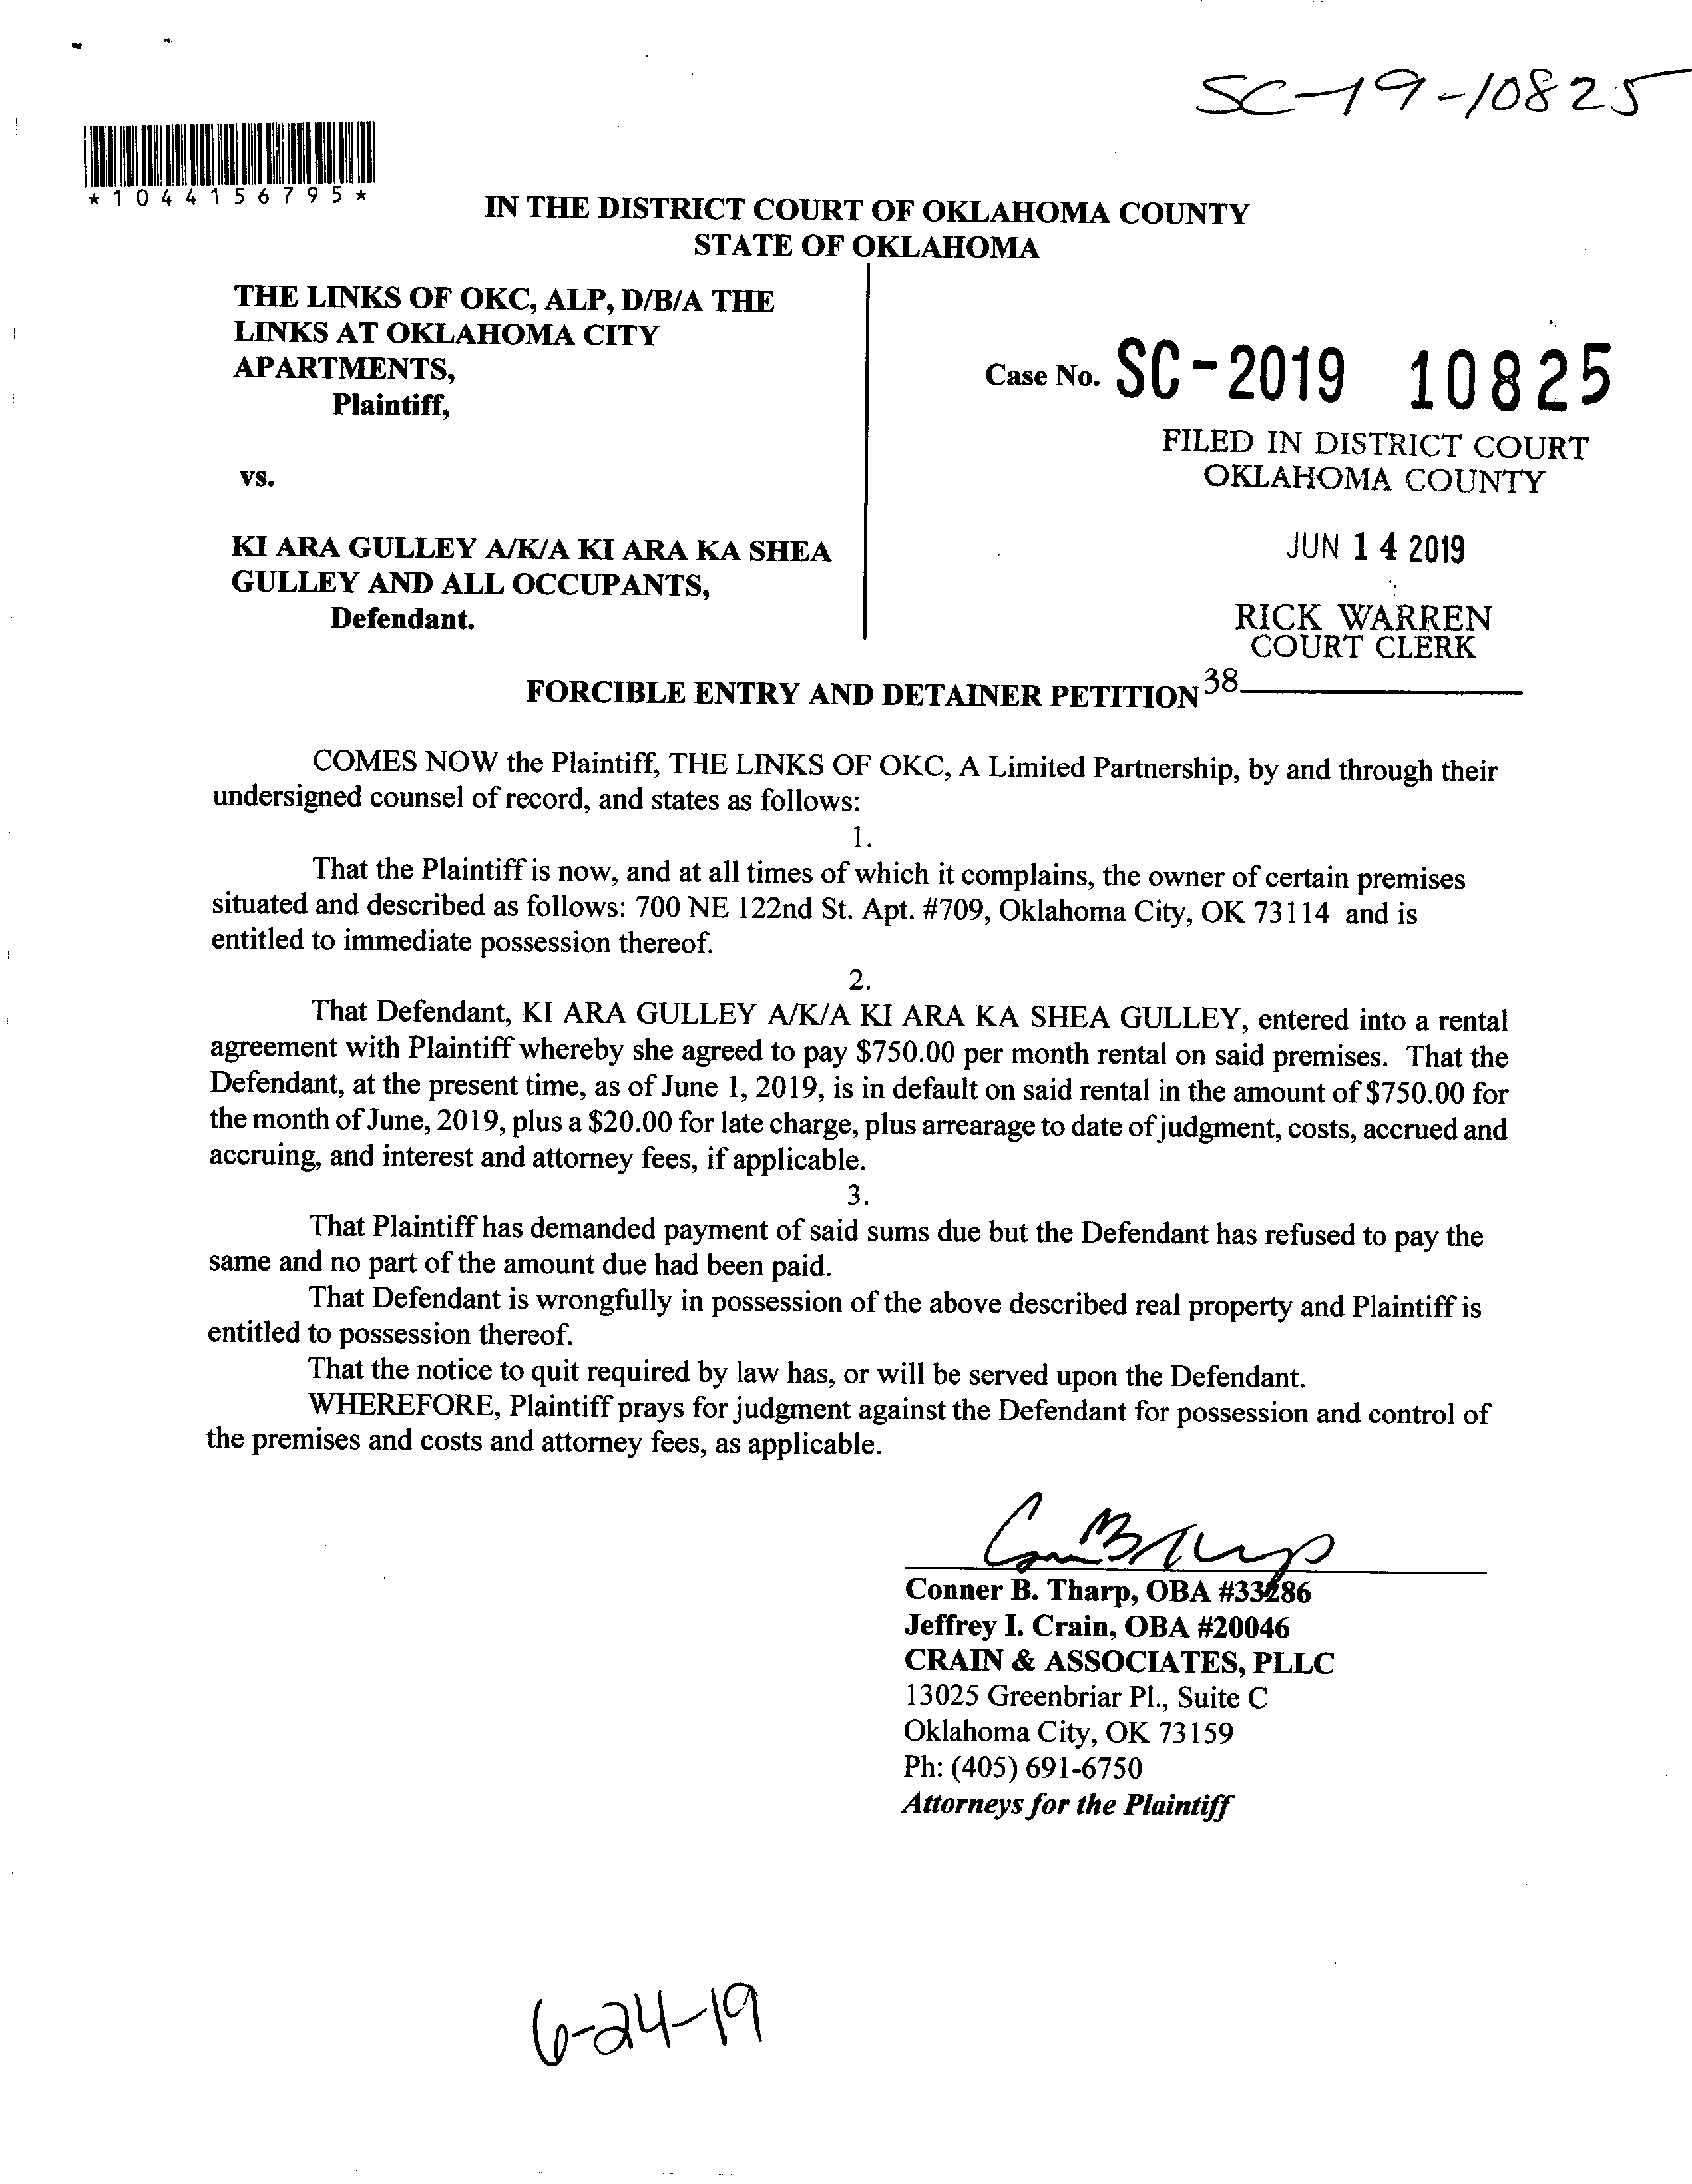 SC-19-10825
*1044156795*
IN THE DISTRICT COURT OF OKLAHOMA COUNTY
STATE OF OKLAHOMA
THE LINKS OF OKC, ALP, D/B/A THE
LINKS AT OKLAHOMA CITY
APARTMENTS,
Plaintiff,
vs.
KI ARA GULLEY A/K/A KI ARA KA SHEA
GULLEY AND ALL OCCUPANTS,
Defendant.
Case No. SC-2019 10825
FILED IN DISTRICT COURT
OKLAHOMA COUNTY
JUN 14 2019
RICK WARREN
COURT CLERK
38
FORCIBLE ENTRY AND DETAINER PETITION
COMES NOW the Plaintiff, THE LINKS OF OKC, A Limited Partnership, by and through their
undersigned counsel of record, and states as follows:
1.
That the Plaintiff is now, and at all times of which it complains, the owner of certain premises
situated and described as follows: 700 NE 122nd St. Apt. #709, Oklahoma City, OK 73114 and is
entitled to immediate possession thereof.
2.
That Defendant, KI ARA GULLEY A/K/A KI ARA KA SHEA GULLEY, entered into a rental
agreement with Plaintiff whereby she agreed to pay $750.00 per month rental on said premises. That the
Defendant, at the present time, as of June 1, 2019, is in default on said rental in the amount of $750.00 for
the month of June, 2019, plus a $20.00 for late charge, plus arrearage to date of judgment, costs, accrued and
accruing, and interest and attorney fees, if applicable.
3.
That Plaintiff has demanded payment of said sums due but the Defendant has refused to pay the
same and no part of the amount due had been paid.
That Defendant is wrongfully in possession of the above described real property and Plaintiff is
entitled to possession thereof.
That the notice to quit required by law has, or will be served upon the Defendant.
WHEREFORE, Plaintiff prays for judgment against the Defendant for possession and control of
the premises and costs and attorney fees, as applicable.
Conner B. Tharp, OBA #33286
Jeffrey I. Crain, OBA #20046
CRAIN & ASSOCIATES, PLLC
13025 Greenbriar Pl., Suite C
Oklahoma City, OK 73159
Ph: (405) 691-6750
Attorneys for the Plaintiff
6-24-19